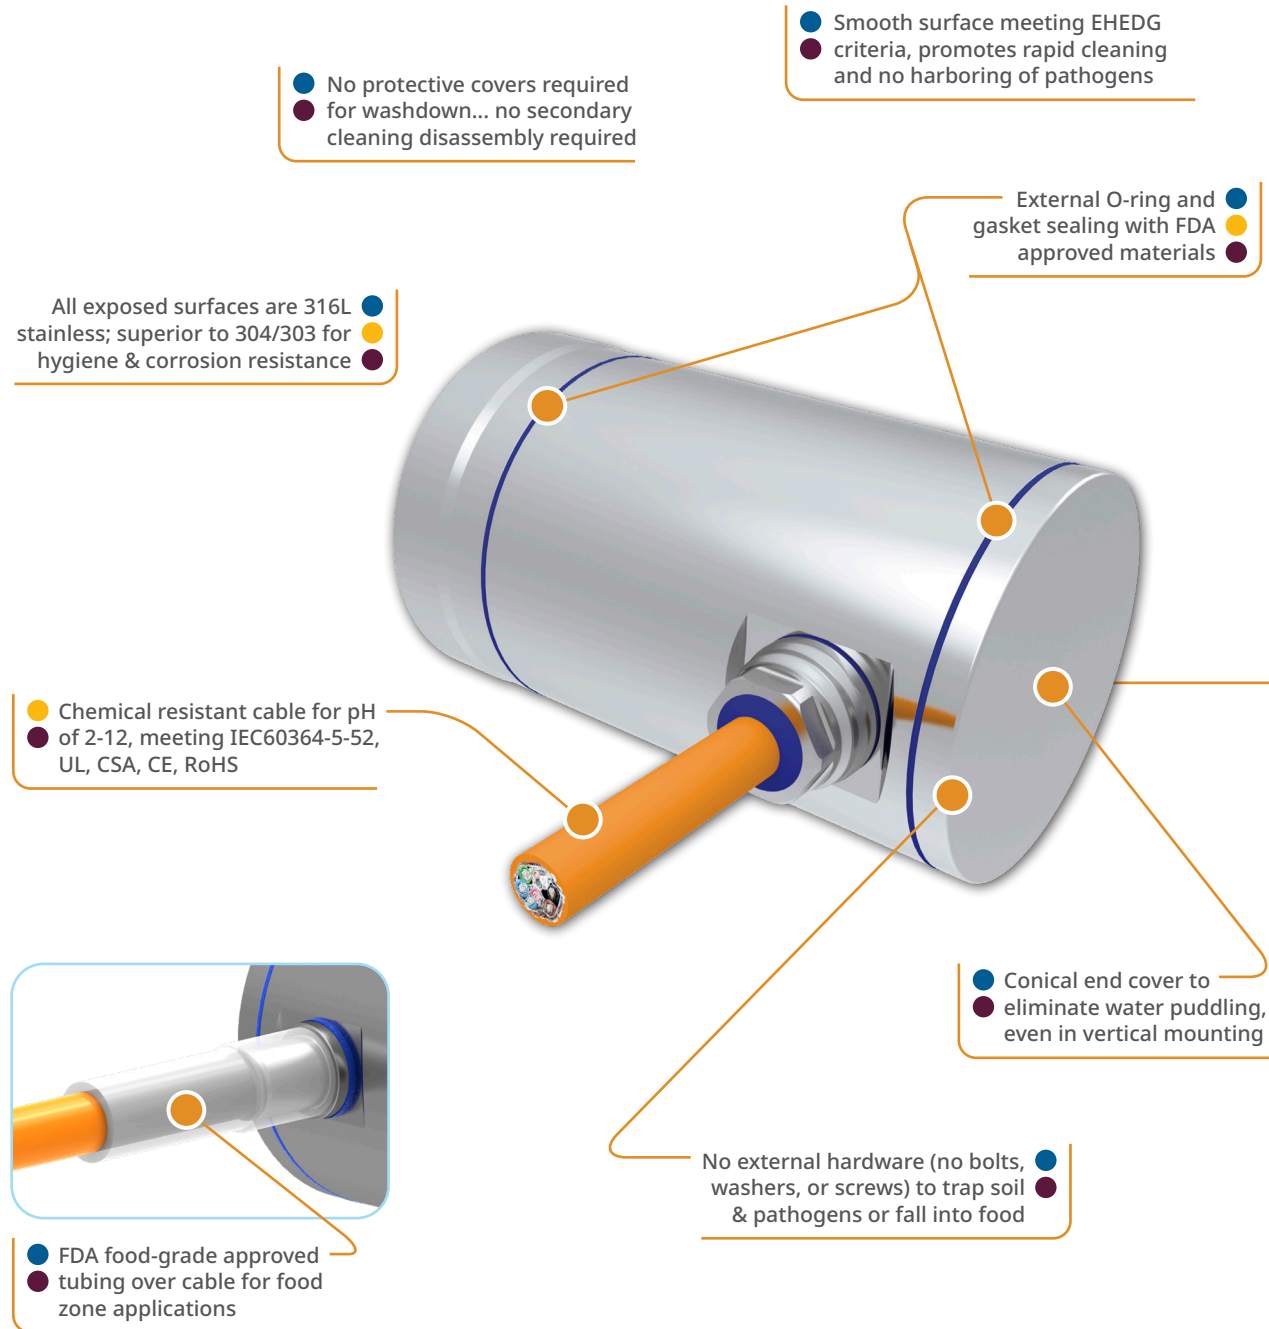 Smooth surface meeting EHEDG
criteria, promotes rapid cleaning
and no harboring of pathogens
No protective covers required
for washdown... no secondary
cleaning disassembly required
External O-ring and
gasket sealing with FDA
approved materials
All exposed surfaces are 316L
stainless; superior to 304/303 for
hygiene & corrosion resistance
Chemical resistant cable for pH
of 2-12, meeting IEC60364-5-52,
UL, CSA, CE, RoHS
Conical end cover to
eliminate water puddling,
even in vertical mounting
No external hardware (no bolts,
washers, or screws) to trap soil
& pathogens or fall into food
FDA food-grade approved
tubing over cable for food
zone applications